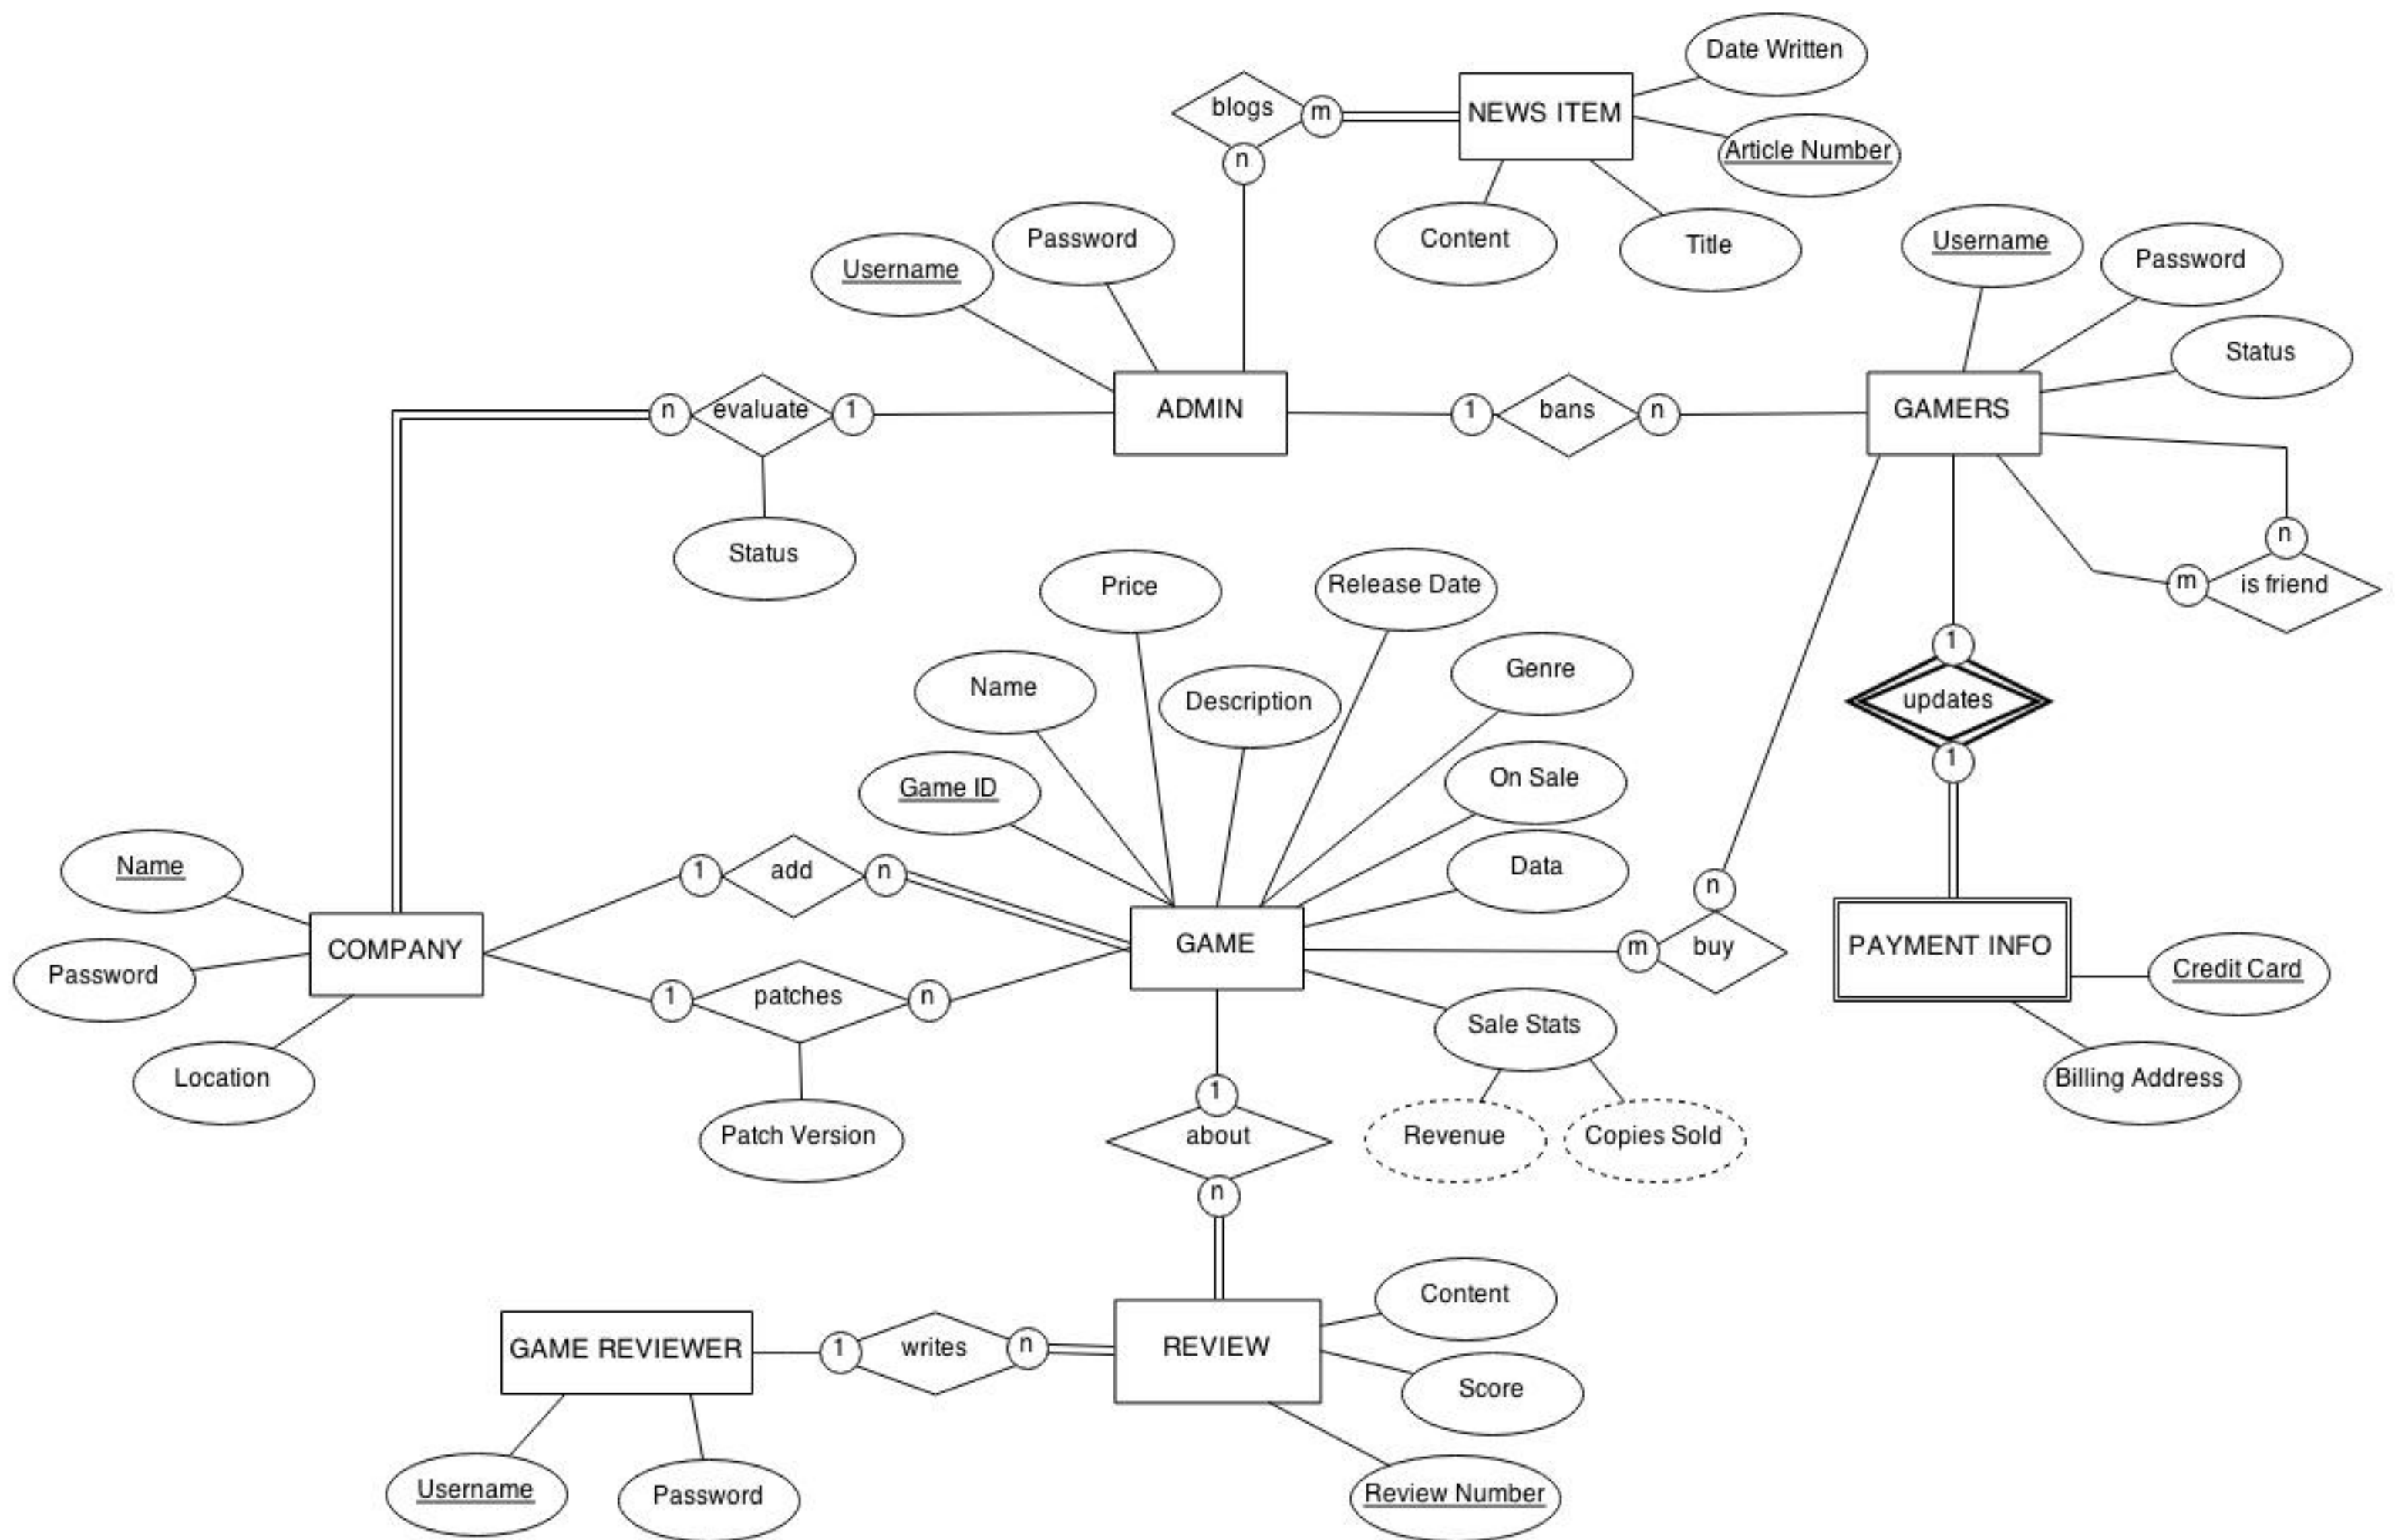 Date Written
blogs
m
NEWS ITEM
Article Number
n
Content
Title
Username
Password
Username
Password
Status
n
evaluate
1
ADMIN
1
bans
n
GAMERS
Status
n
m
is friend
Price
Release Date
Name
Description
Genre
1
updates
1
Game ID
On Sale
Name
1
add
n
Data
n
COMPANY
GAME
m
buy
PAYMENT INFO
Password
Credit Card
1
patches
n
Sale Stats
Location
Billing Address
1
Patch Version
about
Revenue
Copies Sold
n
Content
GAME REVIEWER
1
writes
n
REVIEW
Score
Username
Password
Review Number